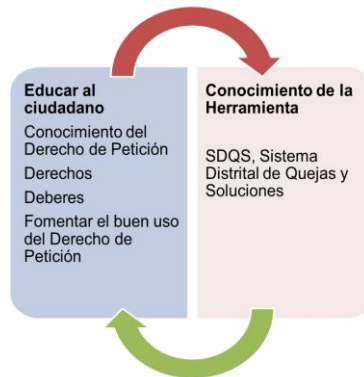 Educar al
ciudadano
Conocimiento del
Derecho de Petición
Derechos
Deberes
Fomentar el buen uso
del Derecho de
Petición
Conocimiento de la
Herramienta
SDQS, Sistema
Distrital de Quejas y
Soluciones